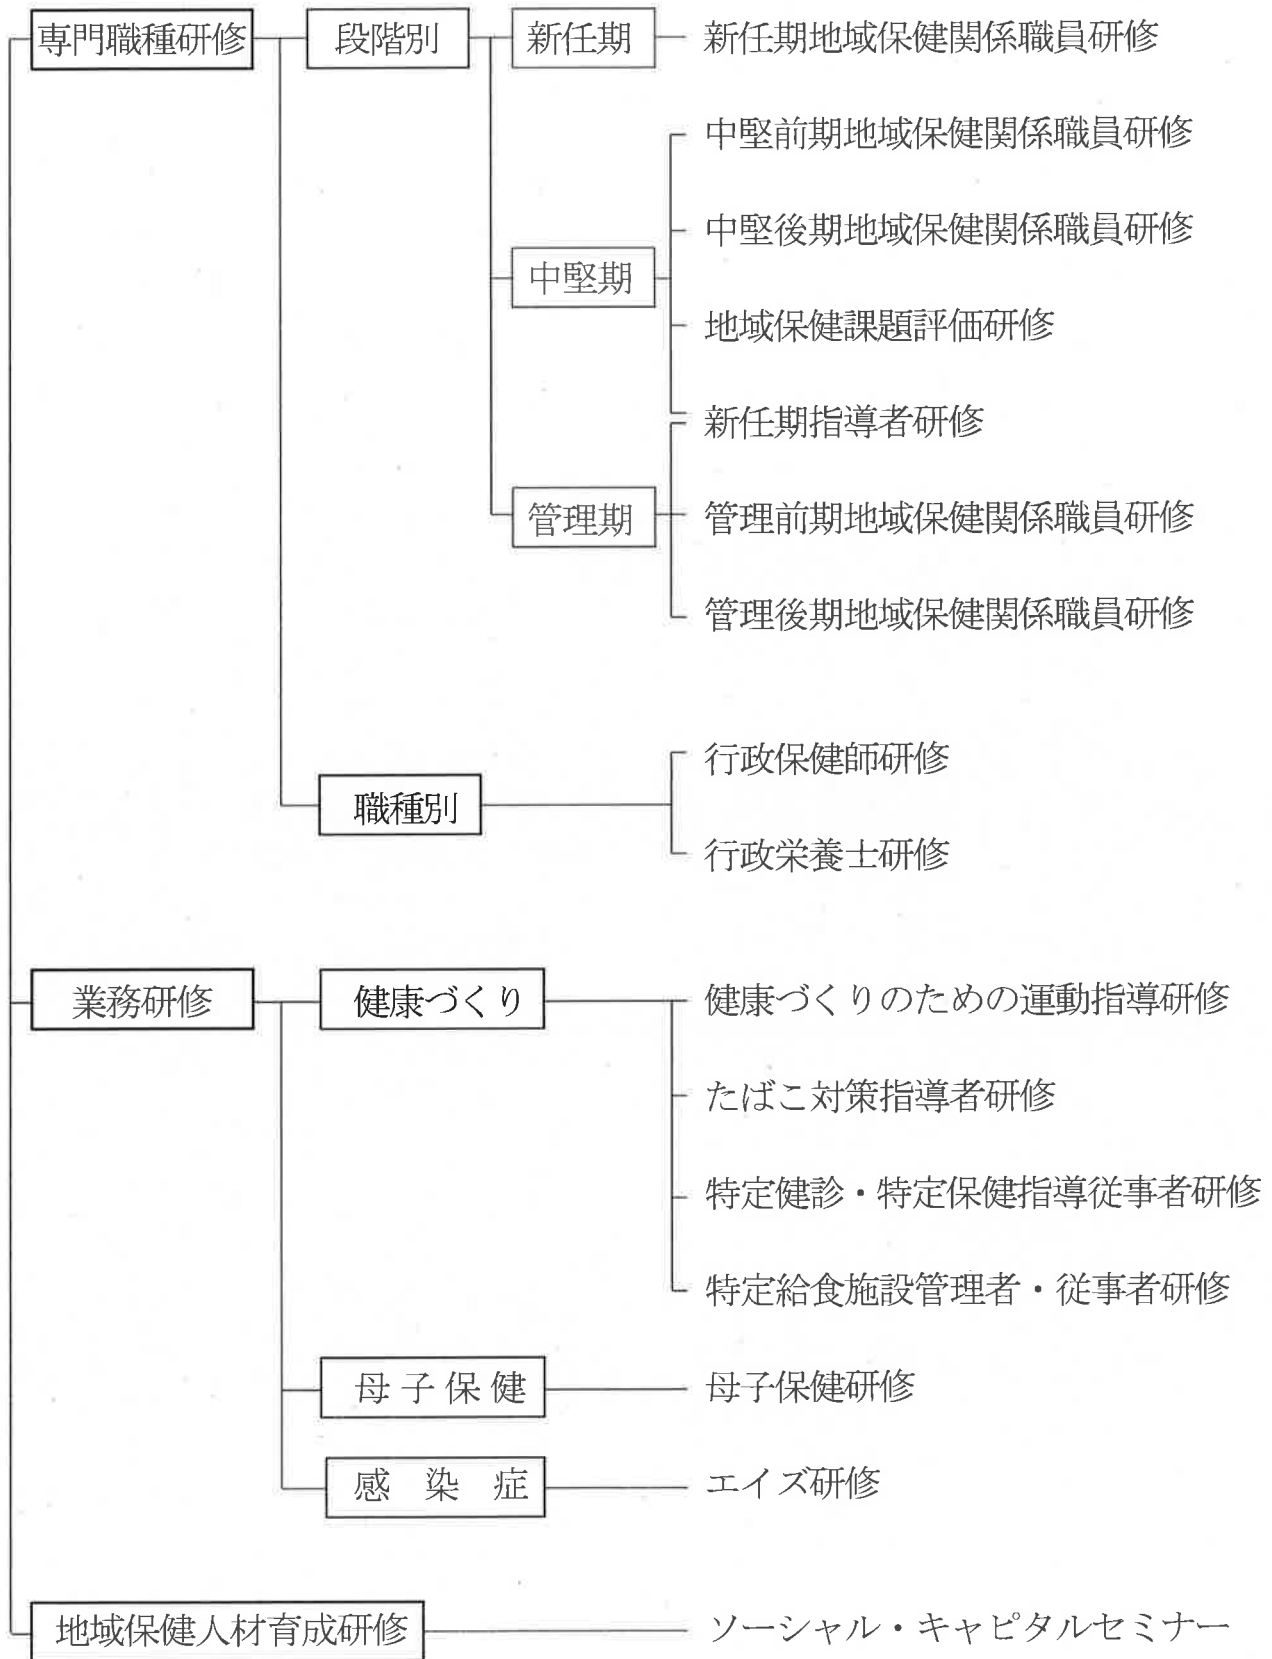 専門職種研修 段階別 新任期 新任期地域保健関係職員研修
中堅前期地域保健関係職員研修
中堅後期地域保健関係職員研修
中堅期
地域保健課題評価研修
新任期指導者研修
管理期 管理前期地域保健関係職員研修
管理後期地域保健関係職員研修
行政保健師研修
職種別
行政栄養士研修
業務研修 健康づくり 健康づくりのための運動指導研修
たばこ対策指導者研修
特定健診・特定保健指導従事者研修
特定給食施設管理者・従事者研修
母子保健 母子保健研修
感染症 エイズ研修
地域保健人材育成研修 ソーシャル・キャピタルセミナー